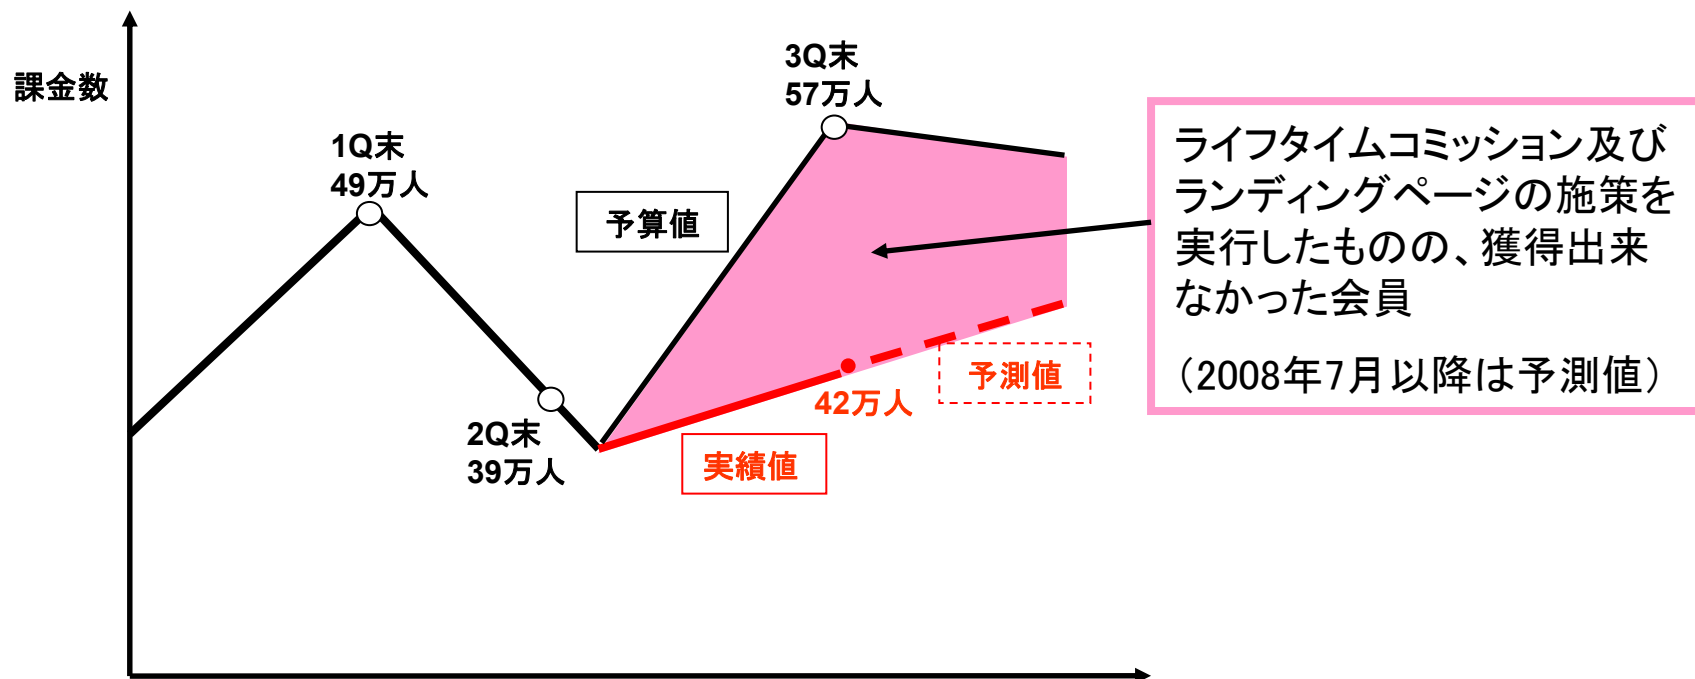 課金数
1Q末
49万人
2Q末
39万人
予算値
3Q末
57万人
実績値
42万人
予測値
ライフタイムコミッション及び
ランディングページの施策を
実行したものの、獲得出来
なかった会員
（2008年7月以降は予測値）